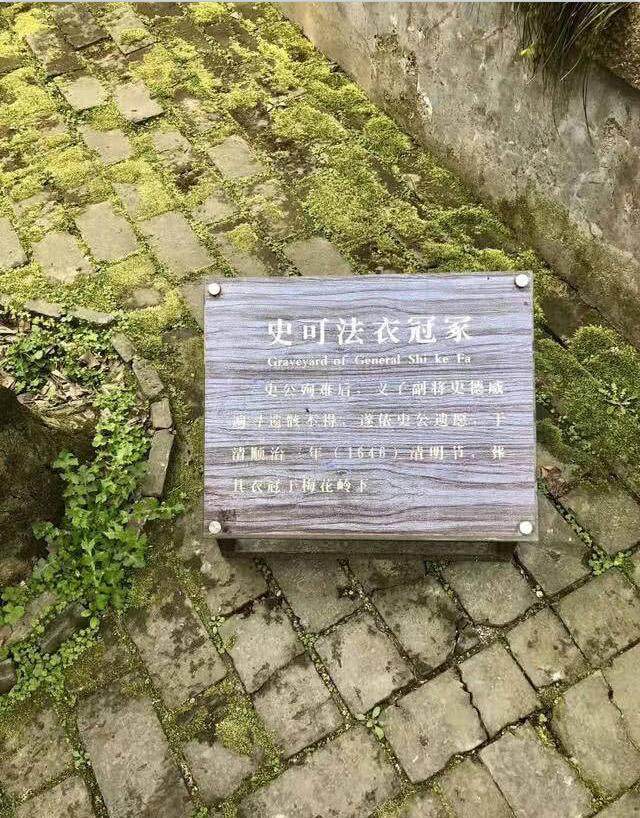 史可法衣冠冢
Graveyard of General Shi ke Fa
史公殉难后，义子副将史德威
遍寻遗骸不得，遂依史公遗愿，于
清顺治三年（1646）清明节，葬
其衣冠于梅花岭下